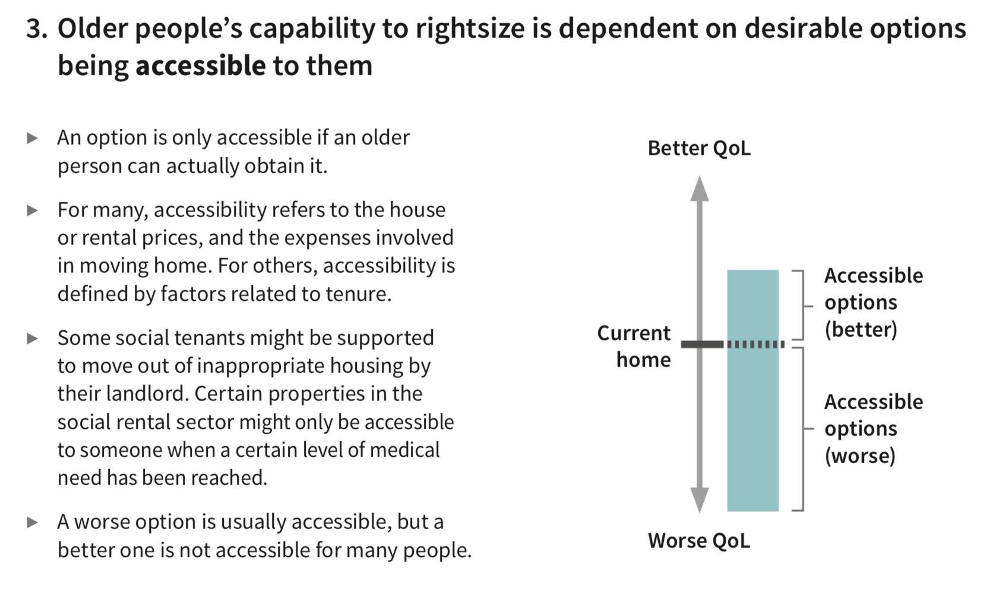 3. Older people’s capability to rightsize is dependent on desirable options
being accessible to them
► An option is only accessible if an older
person can actually obtain it.
► For many, accessibility refers to the house
or rental prices, and the expenses involved
in moving home. For others, accessibility is
defined by factors related to tenure.
► Some social tenants might be supported
to move out of inappropriate housing by
their landlord. Certain properties in the
social rental sector might only be accessible
to someone when a certain level of medical
need has been reached.
► A worse option is usually accessible, but a
better one is not accessible for many people.
Better QoL
Accessible
options
(better)
Current
home
Accessible
options
(worse)
Worse QoL